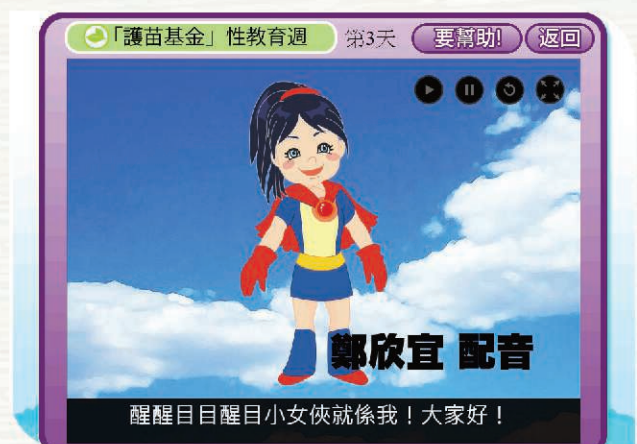 「護苗基金」性教育週
第3天
要幫助!
返回
鄭欣宜 配音
醒醒目目醒目小女俠就係我！大家好！